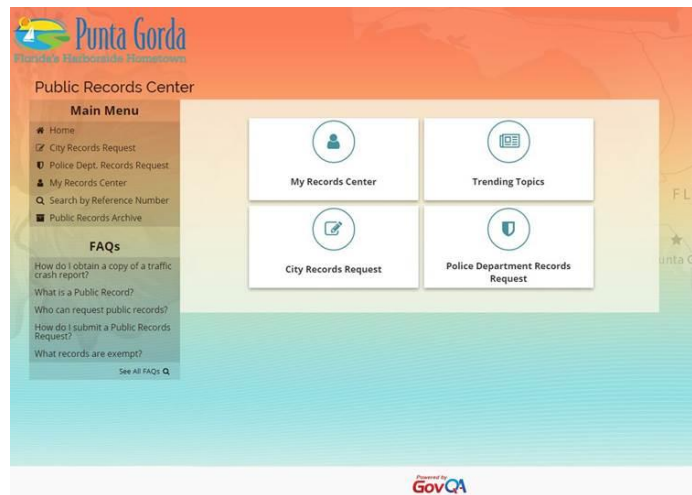 Punta Gorda
Florida's Harborside Hometown
Public Records Center
Main Menu
Home
City Records Request
Police Dept. Records Request
My Records Center
Search by Reference Number
Public Records Archive
FAQs
How do I obtain a copy of a traffic
crash report?
What is a Public Record?
Who can request public records?
How do I submit a Public Records
Request?
What records are exempt?
See All FAQs
My Records Center
Trending Topics
City Records Request
Police Department Records
Request
F L
unta G
Powered by
GovQA